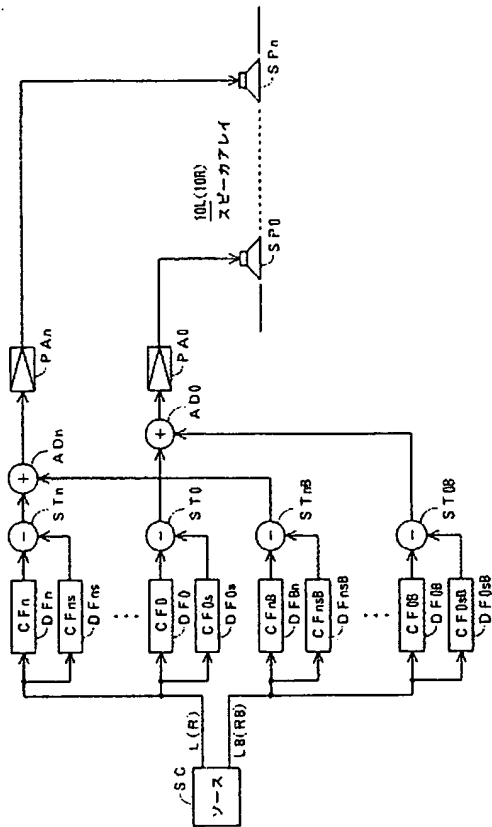 SC
ソース
L(R)
LB(RB)
CFn
DFn
CFns
DFns
CF0
DF0
CF0s
DF0s
CFnB
DFBn
CFnsB
DFnsB
CF0B
DF0B
CF0sB
DF0sB
STn
ST0
STnB
ST0B
ADn
AD0
PAn
PA0
10L(10R)
スピーカアレイ
SP0
SPn